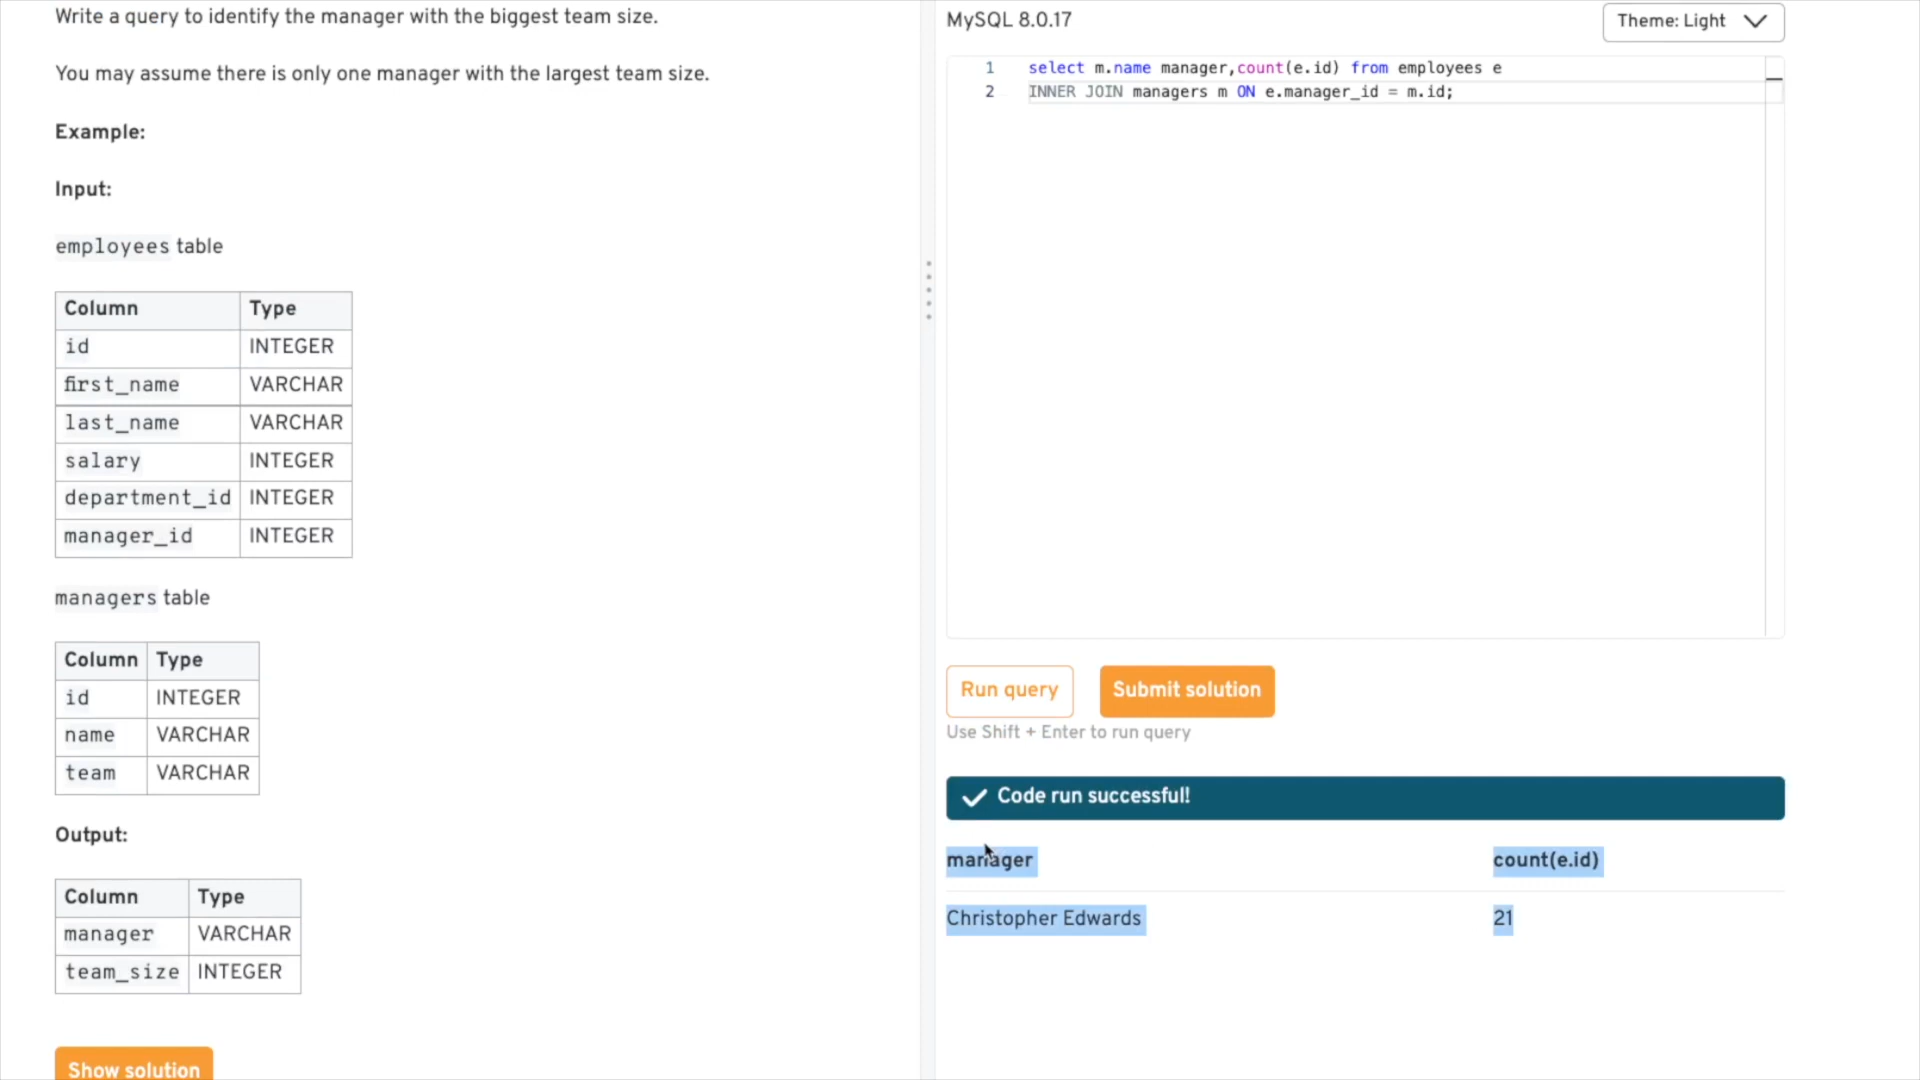 Write a query to identify the manager with the biggest team size.
You may assume there is only one manager with the largest team size.
Example:
Input:
employees table
Column Type
id INTEGER
first_name VARCHAR
last_name VARCHAR
salary INTEGER
department_id INTEGER
manager_id INTEGER
managers table
Column Type
id INTEGER
name VARCHAR
team VARCHAR
Output:
Column Type
manager VARCHAR
team_size INTEGER
Show solution
MySQL 8.0.17
Theme: Light
1 select m.name manager,count(e.id) from employees e
2 INNER JOIN managers m ON e.manager_id = m.id;
Run query
Submit solution
Use Shift + Enter to run query
Code run successful!
manager count(e.id)
Christopher Edwards 21